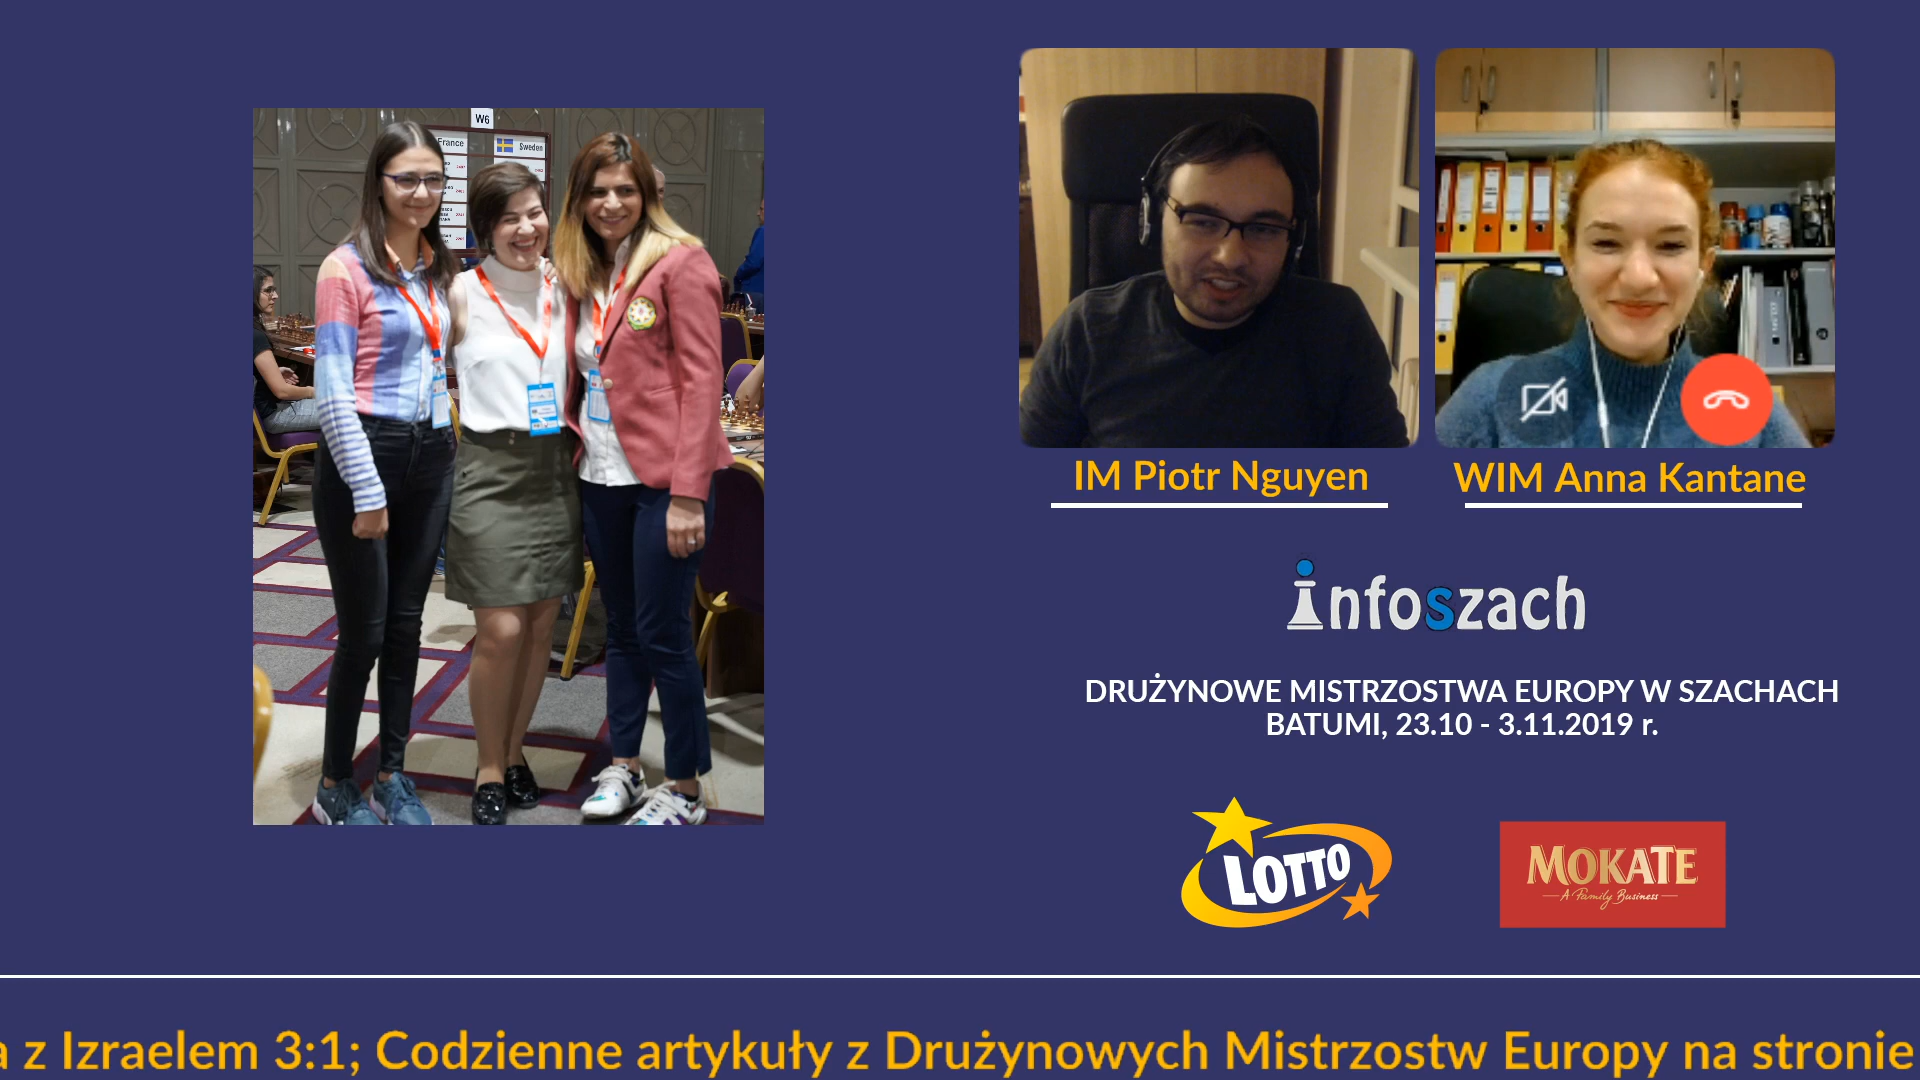 W6
France
Sweden
IM Piotr Nguyen
WIM Anna Kantane
infoszach
DRUŻYNOWE MISTRZOSTWA EUROPY W SZACHACH
BATUMI, 23.10 - 3.11.2019 r.
LOTTO
MOKATE
A Family Business
a z Izraelem 3:1; Codzienne artykuły z Drużynowych Mistrzostw Europy na stronie